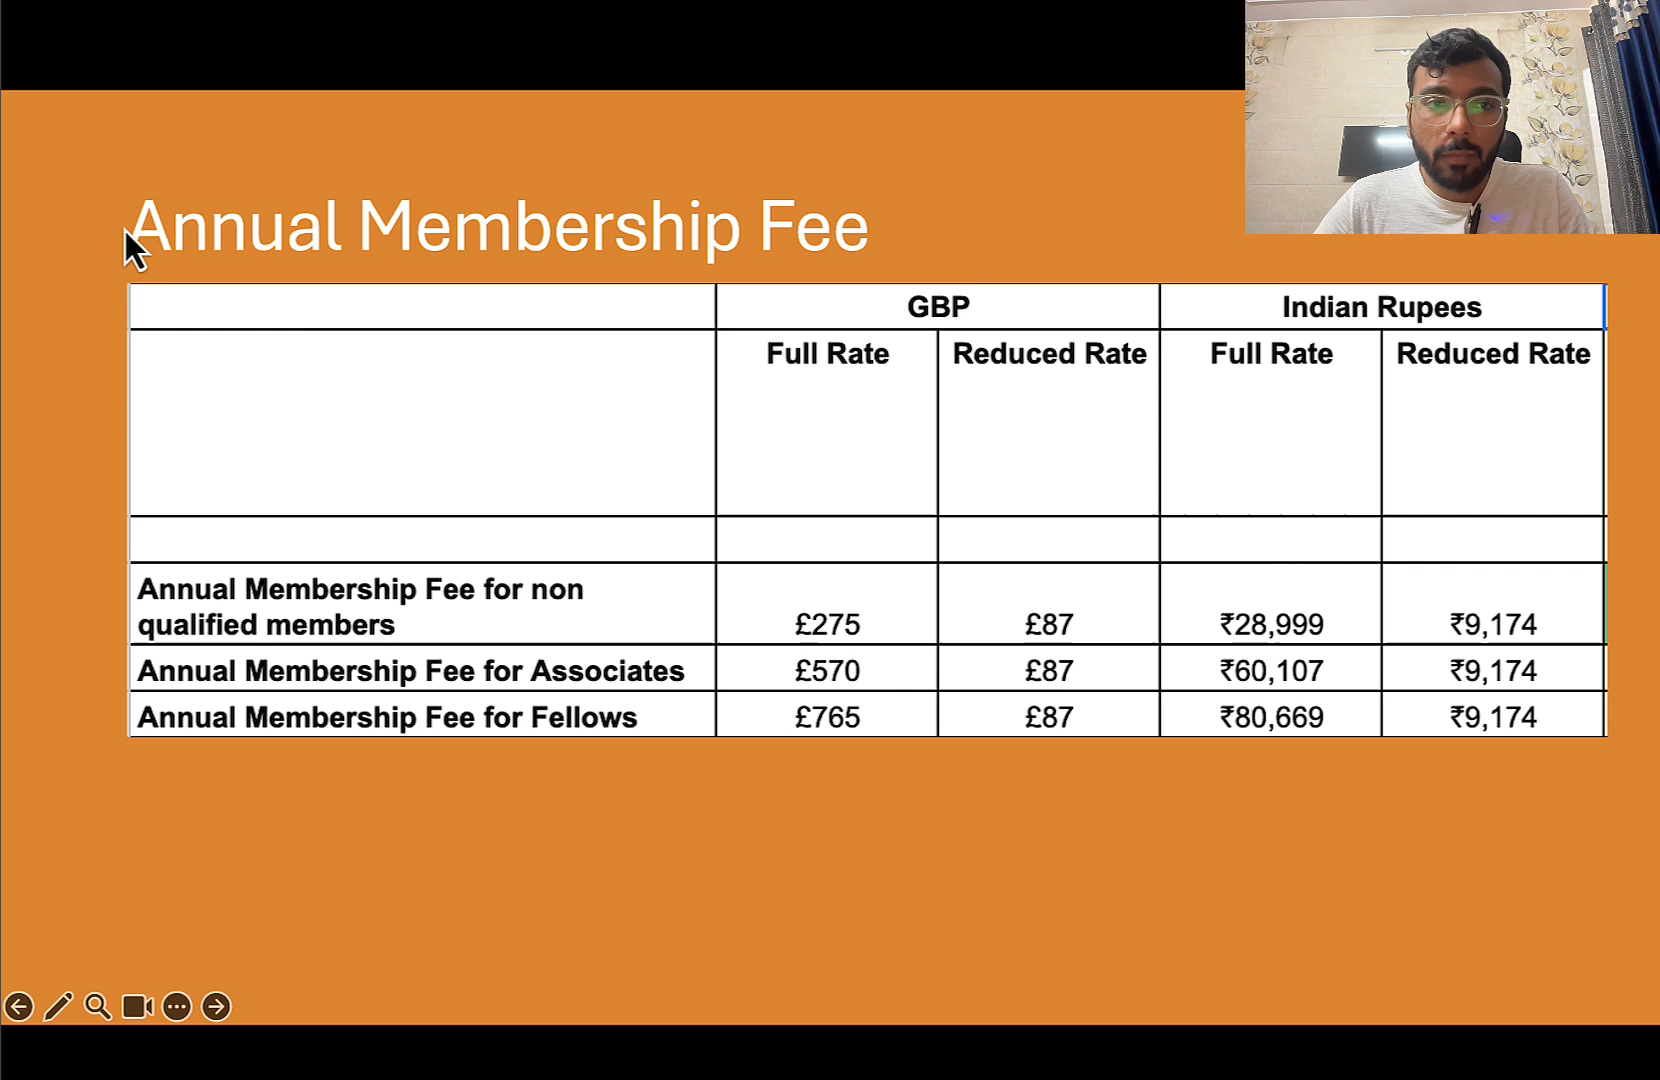 Annual Membership Fee
GBP Indian Rupees
Full Rate Reduced Rate Full Rate Reduced Rate
Annual Membership Fee for non
qualified members £275 £87 ₹28,999 ₹9,174
Annual Membership Fee for Associates £570 £87 ₹60,107 ₹9,174
Annual Membership Fee for Fellows £765 £87 ₹80,669 ₹9,174